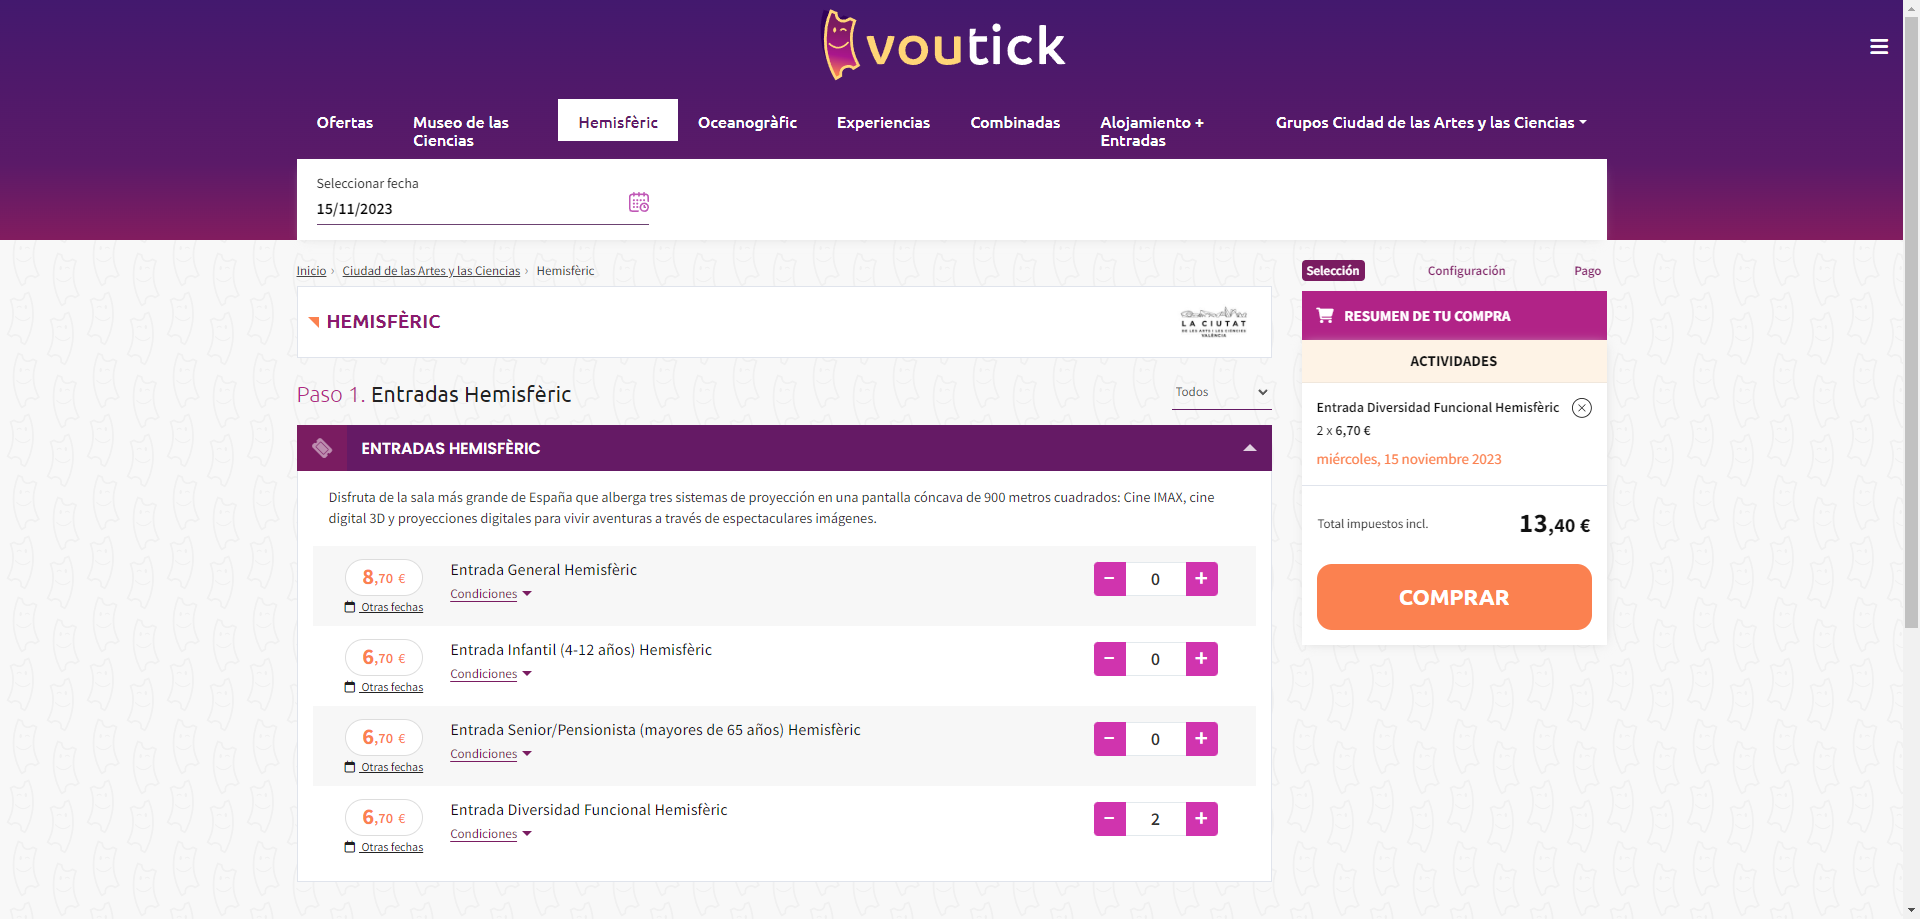 voutick
Ofertas
Museo de las
Ciencias
Hemisfèric
Oceanogràfic
Experiencias
Combinadas
Alojamiento +
Entradas
Grupos Ciudad de las Artes y las Ciencias
Seleccionar fecha
15/11/2023
Inicio › Ciudad de las Artes y las Ciencias › Hemisfèric
HEMISFÈRIC
LA CIUTAT
DE LES ARTS I LES CIÈNCIES
VALÈNCIA
Paso 1. Entradas Hemisfèric
Todos
ENTRADAS HEMISFÈRIC
Disfruta de la sala más grande de España que alberga tres sistemas de proyección en una pantalla cóncava de 900 metros cuadrados: Cine IMAX, cine
digital 3D y proyecciones digitales para vivir aventuras a través de espectaculares imágenes.
8,70 €
Otras fechas
Entrada General Hemisfèric
Condiciones
− 0 +
6,70 €
Otras fechas
Entrada Infantil (4-12 años) Hemisfèric
Condiciones
− 0 +
6,70 €
Otras fechas
Entrada Senior/Pensionista (mayores de 65 años) Hemisfèric
Condiciones
− 0 +
6,70 €
Otras fechas
Entrada Diversidad Funcional Hemisfèric
Condiciones
− 2 +
Selección
Configuración
Pago
RESUMEN DE TU COMPRA
ACTIVIDADES
Entrada Diversidad Funcional Hemisfèric
2 x 6,70 €
miércoles, 15 noviembre 2023
Total impuestos incl.
13,40 €
COMPRAR